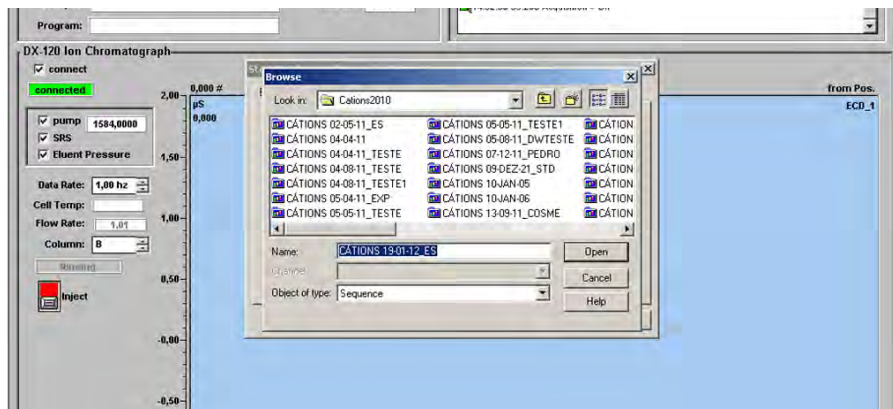 Program:
DX-120 Ion Chromatograph
connect
connected
pump 1584,0000
SRS
Eluent Pressure
Data Rate: 1,00 hz
Cell Temp:
Flow Rate: 1,01
Column: B
Inject
2,00
1,50
1,00
0,50
-0,00
-0,50
0,000 #
µS
0,000
from Pos.
ECD_1
Browse
Look in: Cations2010
CÁTIONS 02-05-11_ES
CÁTIONS 04-04-11
CÁTIONS 04-04-11_TESTE
CÁTIONS 04-08-11_TESTE
CÁTIONS 04-08-11_TESTE1
CÁTIONS 05-04-11_EXP
CÁTIONS 05-05-11_TESTE
CÁTIONS 05-05-11_TESTE1
CÁTIONS 05-08-11_DWTESTE
CÁTIONS 07-12-11_PEDRO
CÁTIONS 09-DEZ-21_STD
CÁTIONS 10-JAN-05
CÁTIONS 10-JAN-06
CÁTIONS 13-09-11_COSME
CÁTION
CÁTION
CÁTION
CÁTION
CÁTION
CÁTION
CÁTION
Name: CÁTIONS 19-01-12_ES
Open
Channel:
Cancel
Object of type: Sequence
Help